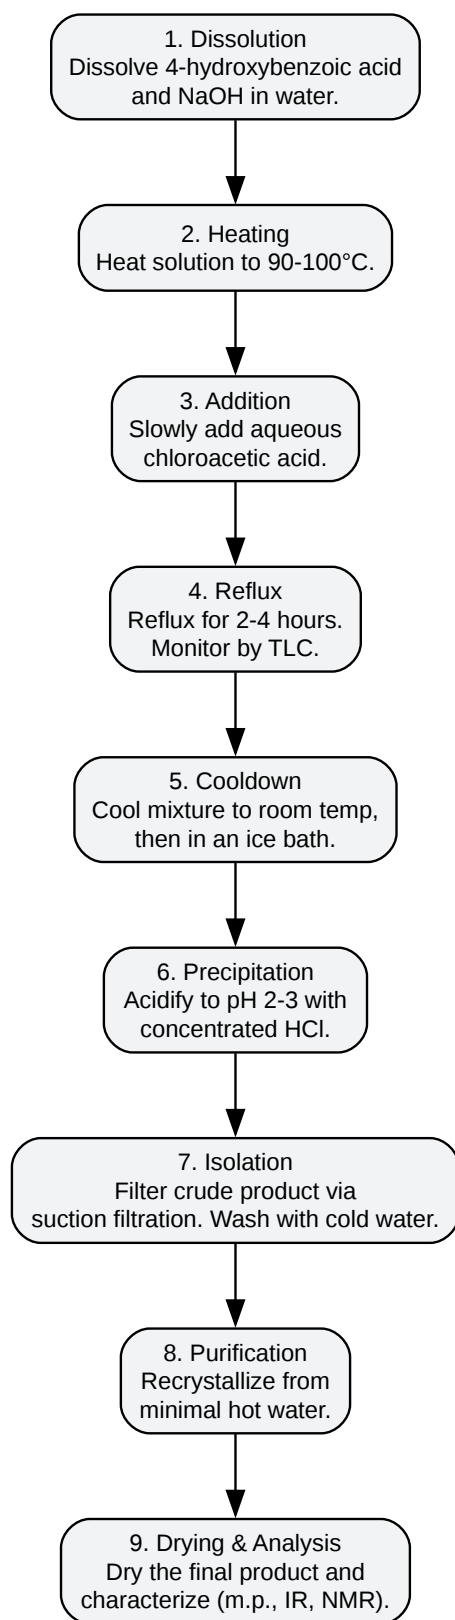 1. Dissolution
Dissolve 4-hydroxybenzoic acid
and NaOH in water.
2. Heating
Heat solution to 90-100°C.
3. Addition
Slowly add aqueous
chloroacetic acid.
4. Reflux
Reflux for 2-4 hours.
Monitor by TLC.
5. Cooldown
Cool mixture to room temp,
then in an ice bath.
6. Precipitation
Acidify to pH 2-3 with
concentrated HCl.
7. Isolation
Filter crude product via
suction filtration. Wash with cold water.
8. Purification
Recrystallize from
minimal hot water.
9. Drying & Analysis
Dry the final product and
characterize (m.p., IR, NMR).